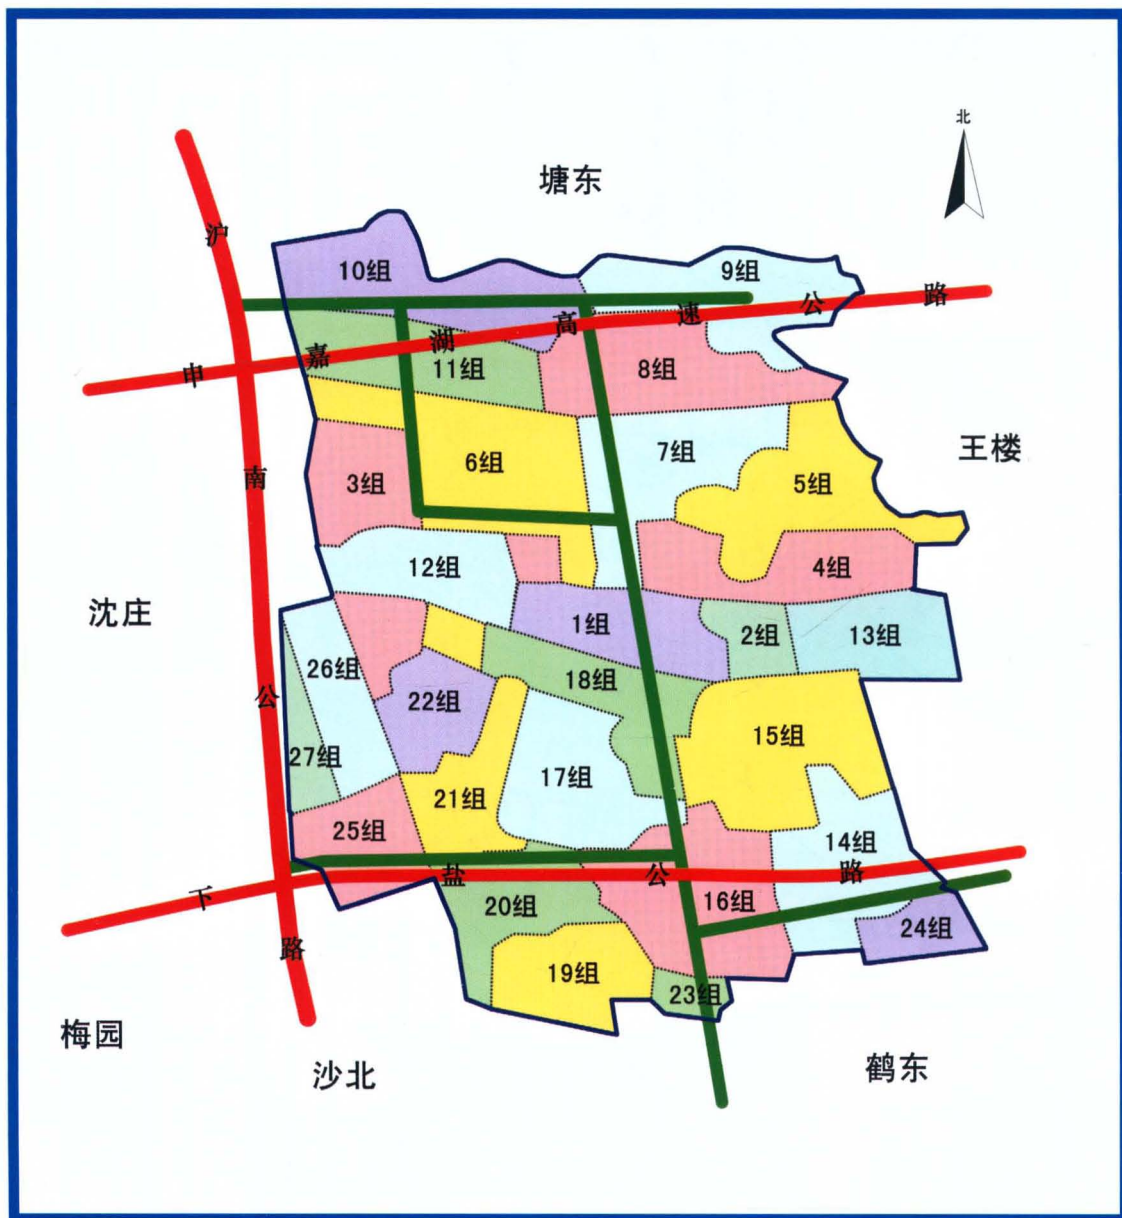 北
塘东
10组
9组
申嘉湖高速公路
11组
8组
沪南公路
6组
7组
王楼
3组
5组
12组
4组
沈庄
1组
2组
13组
26组
18组
22组
27组
15组
17组
21组
25组
14组
下盐公路
20组
16组
24组
19组
23组
梅园
沙北
鹤东